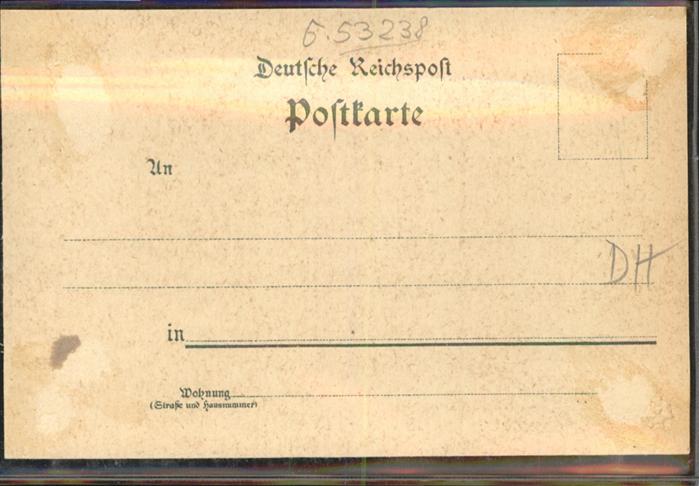 6.53238
Deutsche Reichspost
Postkarte
An
DH
in
Wohnung
(Straße und Hausnummer)